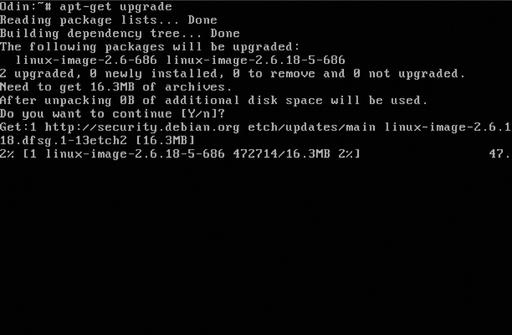 Odin:~# apt-get upgrade
Reading package lists... Done
Building dependency tree... Done
The following packages will be upgraded:
  linux-image-2.6-686 linux-image-2.6.18-5-686
2 upgraded, 0 newly installed, 0 to remove and 0 not upgraded.
Need to get 16.3MB of archives.
After unpacking 0B of additional disk space will be used.
Do you want to continue [Y/n]?
Get:1 http://security.debian.org etch/updates/main linux-image-2.6.1
18.dfsg.1-13etch2 [16.3MB]
2% [1 linux-image-2.6.18-5-686 472714/16.3MB 2%]                 47.